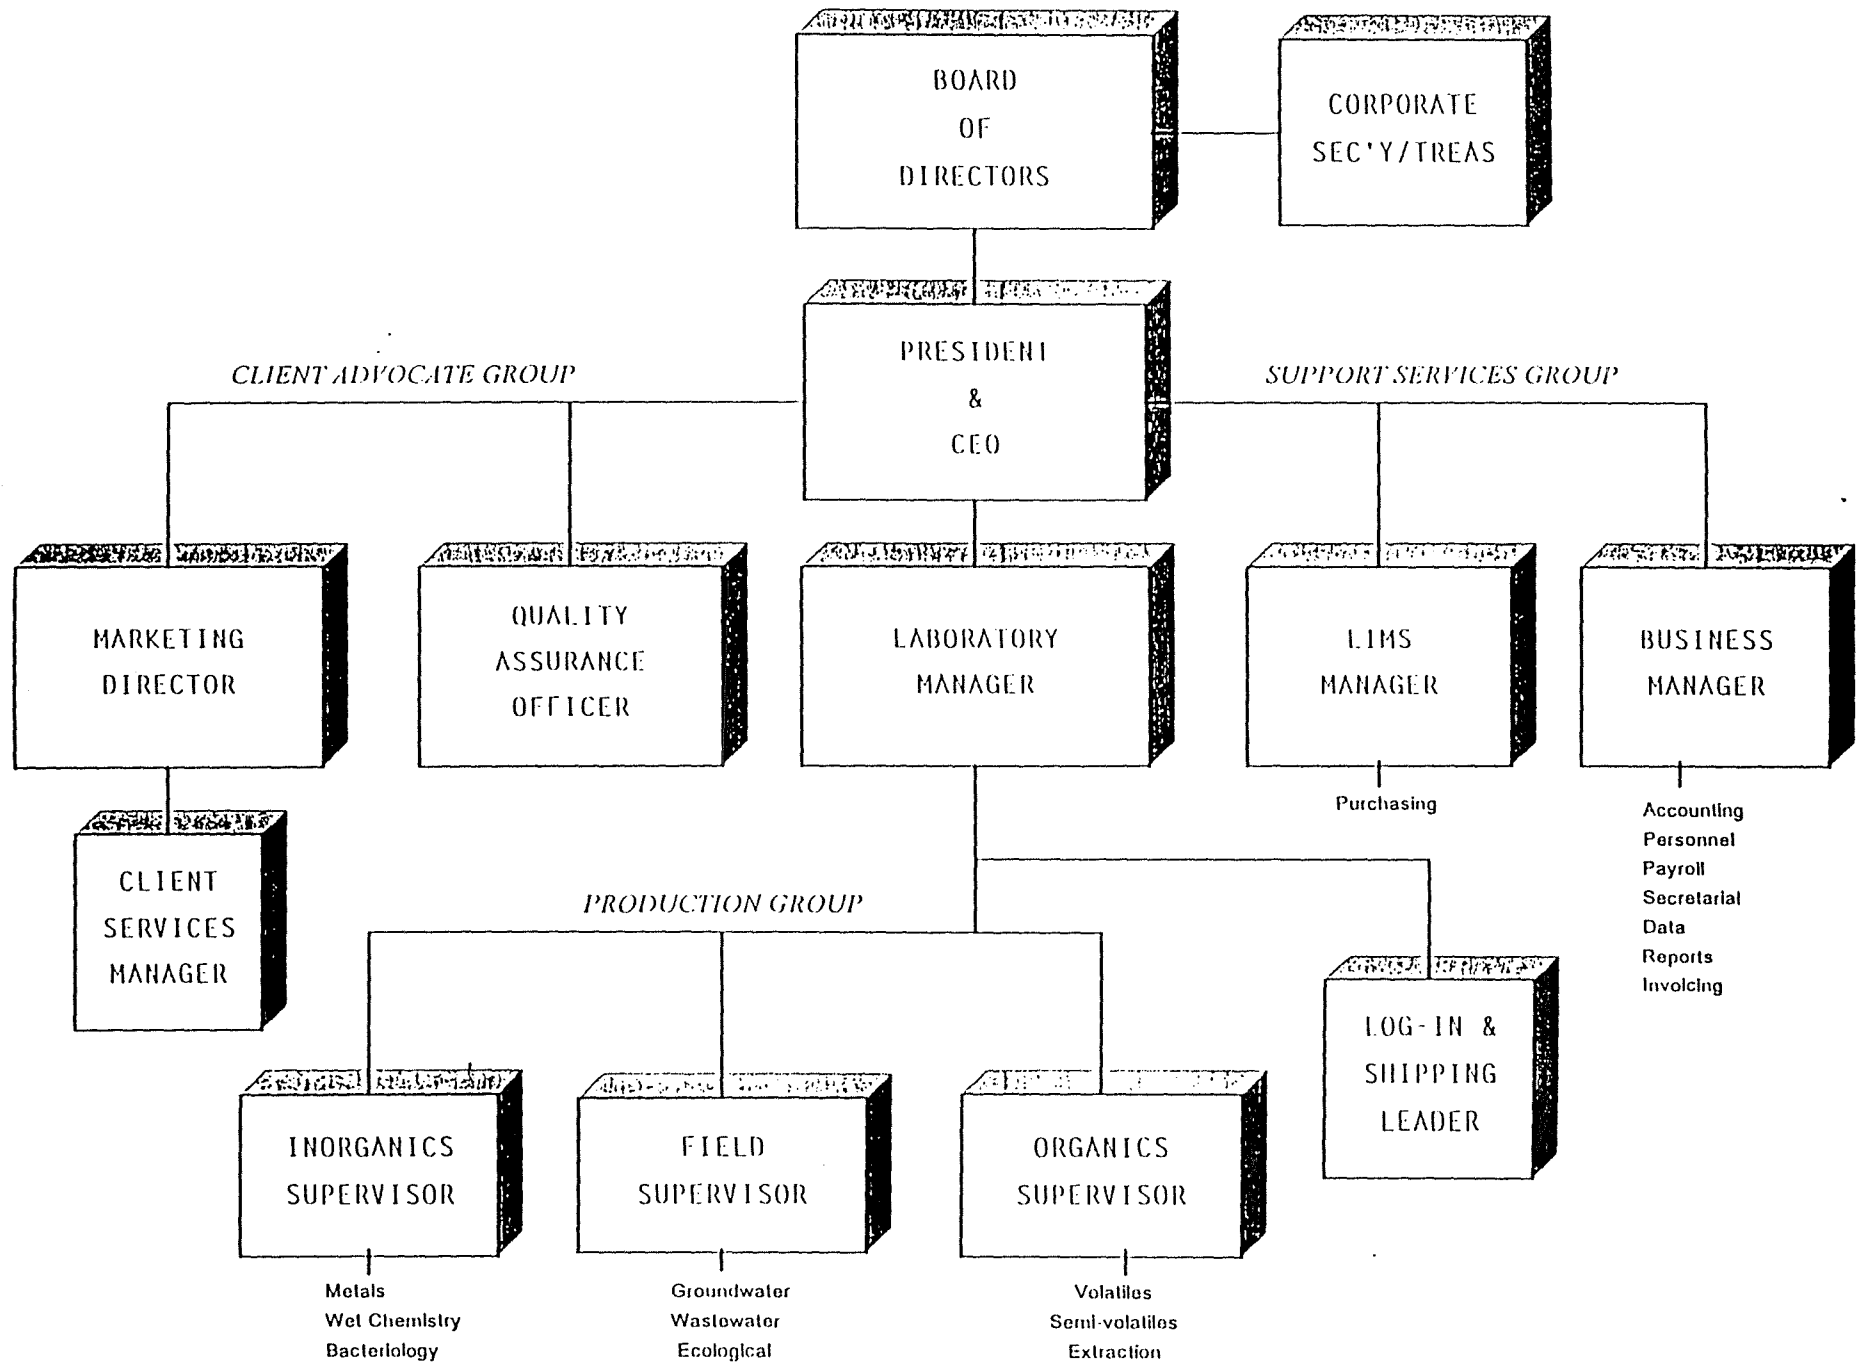 BOARD
OF
DIRECTORS
CORPORATE
SEC'Y/TREAS
PRESIDENT
&
CEO
CLIENT ADVOCATE GROUP
SUPPORT SERVICES GROUP
MARKETING
DIRECTOR
QUALITY
ASSURANCE
OFFICER
LABORATORY
MANAGER
LIMS
MANAGER
BUSINESS
MANAGER
Purchasing
Accounting
Personnel
Payroll
Secretarial
Data
Reports
Invoicing
CLIENT
SERVICES
MANAGER
PRODUCTION GROUP
LOG-IN &
SHIPPING
LEADER
INORGANICS
SUPERVISOR
FIELD
SUPERVISOR
ORGANICS
SUPERVISOR
Metals
Wet Chemistry
Bacteriology
Groundwater
Wastewater
Ecological
Volatiles
Semi-volatiles
Extraction